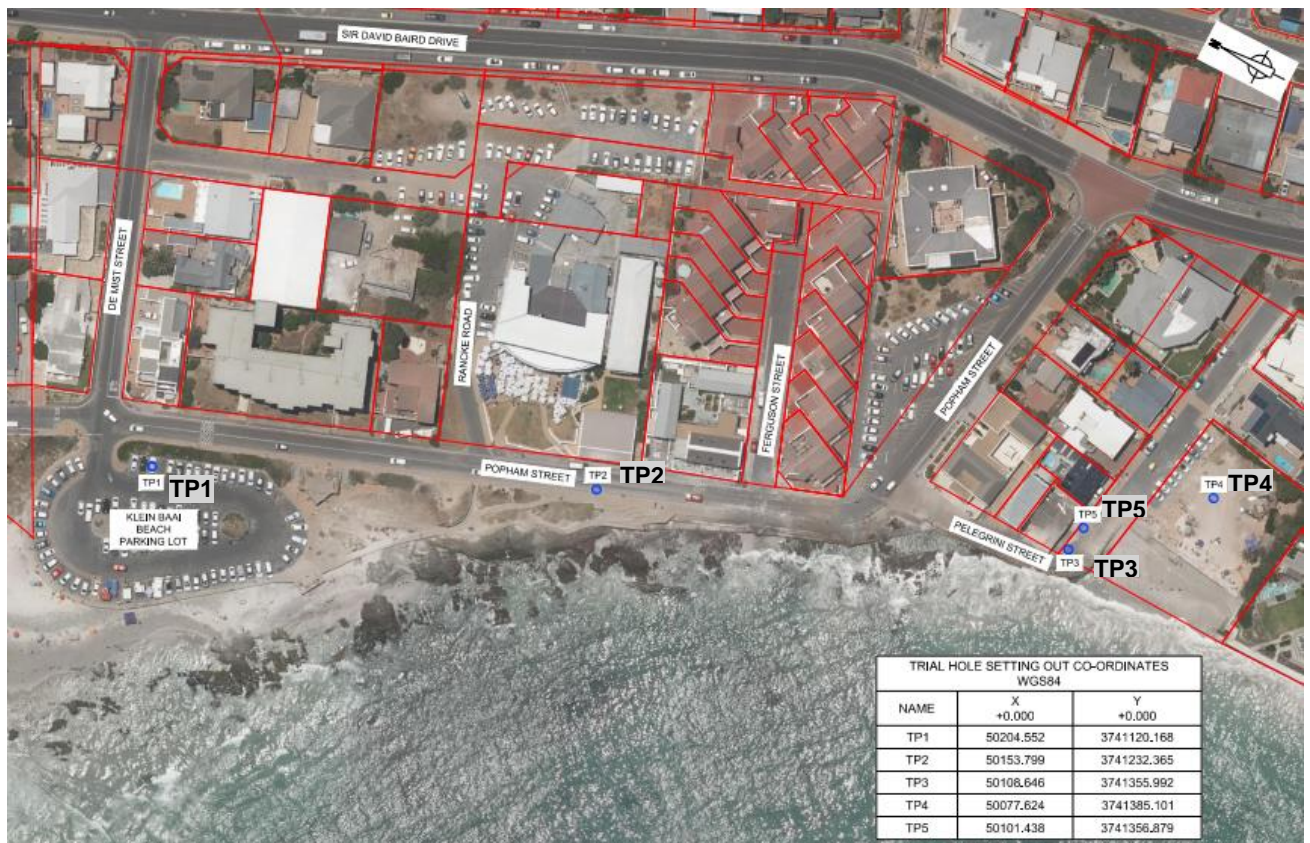 SIR DAVID BAIRD DRIVE
N
DE MIST STREET
RANCKE ROAD
FERGUSON STREET
POPHAM STREET
POPHAM STREET
TP1
TP1
TP2
TP2
TP4
TP4
TP5
TP5
TP3
TP3
KLEIN BAAI
BEACH
PARKING LOT
PELEGRINI STREET
TRIAL HOLE SETTING OUT CO-ORDINATES
WGS84
NAME X +0.000 Y +0.000
TP1 50204.552 3741120.168
TP2 50153.799 3741232.365
TP3 50108.646 3741355.992
TP4 50077.624 3741385.101
TP5 50101.438 3741356.879